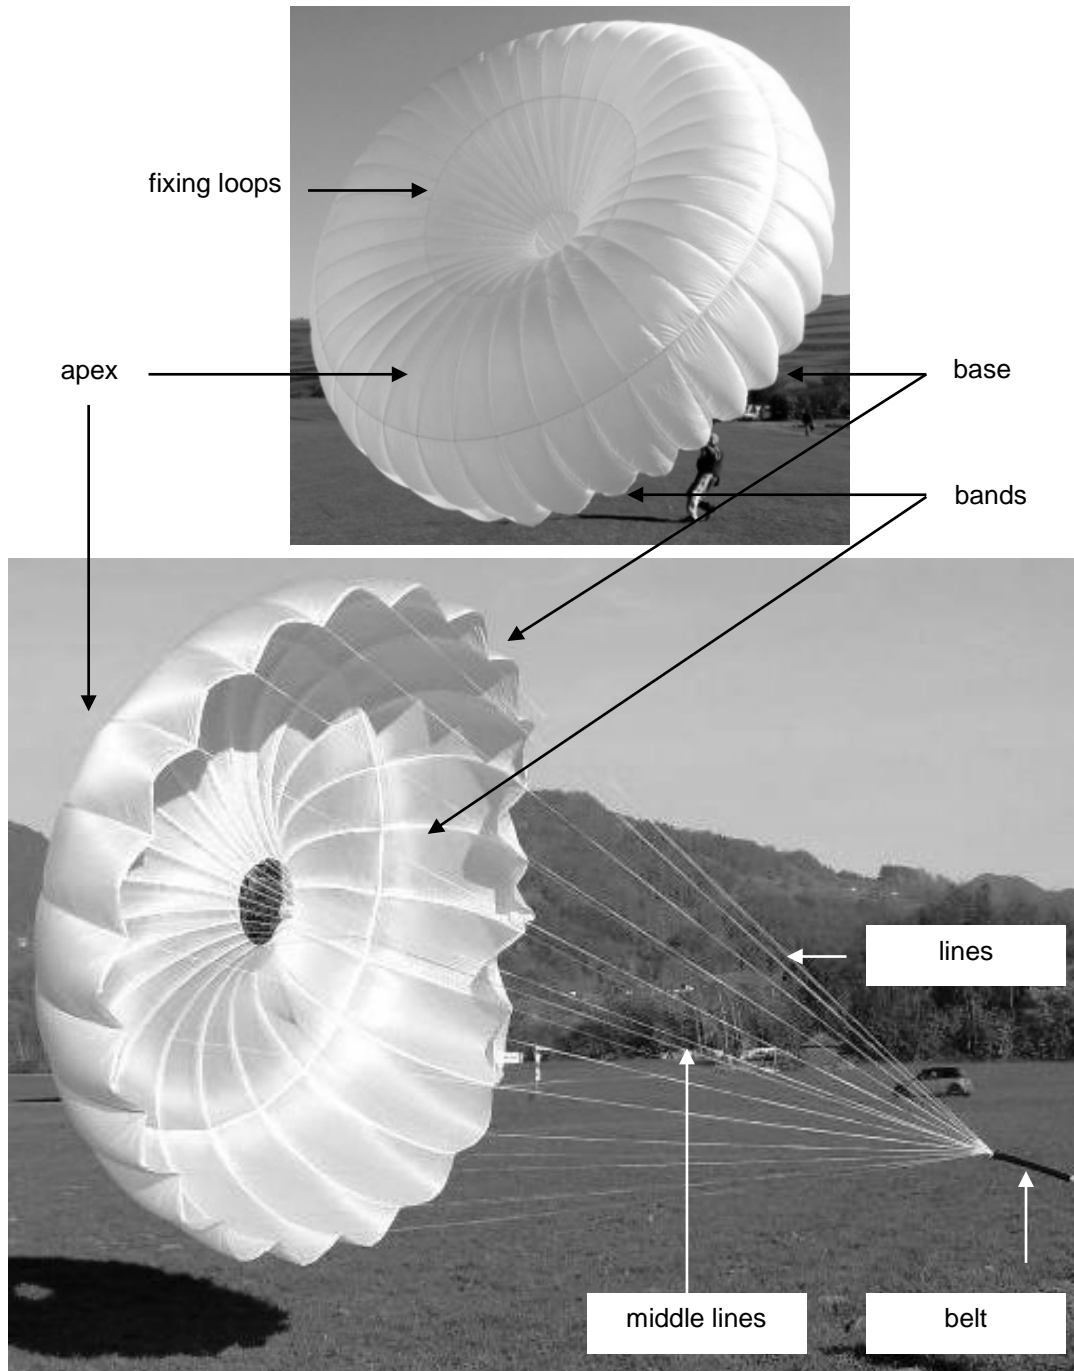 fixing loops
apex
base
bands
lines
middle lines
belt